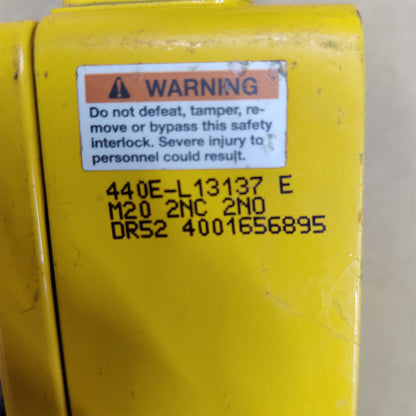 WARNING
Do not defeat, tamper, re-
move or bypass this safety
interlock. Severe injury to
personnel could result.
440E-L13137 E
M20 2NC 2NO
DR52 4001656895